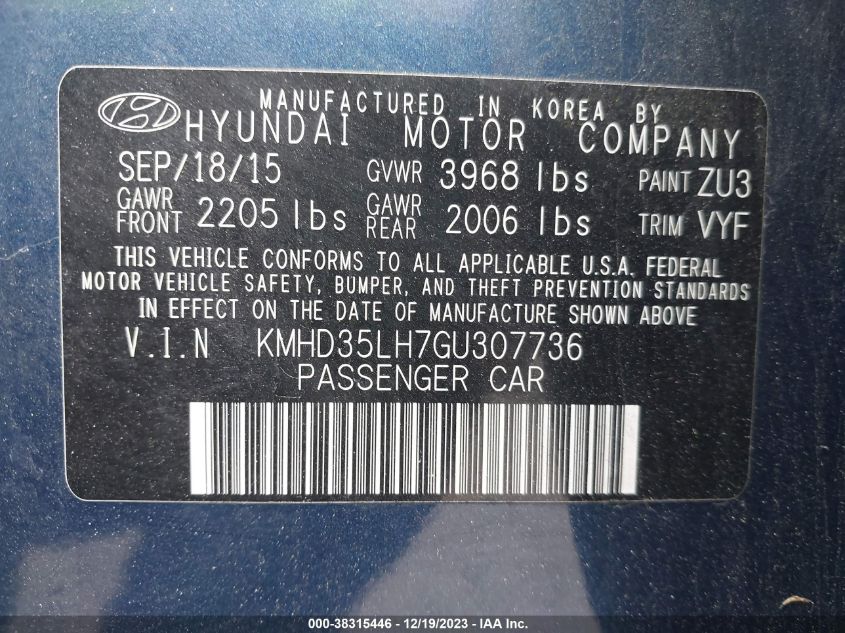 MANUFACTURED IN KOREA BY
HYUNDAI MOTOR COMPANY
SEP/18/15 GVWR 3968 lbs PAINT ZU3
GAWR FRONT 2205 lbs GAWR REAR 2006 lbs TRIM VYF
THIS VEHICLE CONFORMS TO ALL APPLICABLE U.S.A. FEDERAL
MOTOR VEHICLE SAFETY, BUMPER, AND THEFT PREVENTION STANDARDS
IN EFFECT ON THE DATE OF MANUFACTURE SHOWN ABOVE
V.I.N KMHD35LH7GU307736
PASSENGER CAR
000-38315446 - 12/19/2023 - IAA Inc.